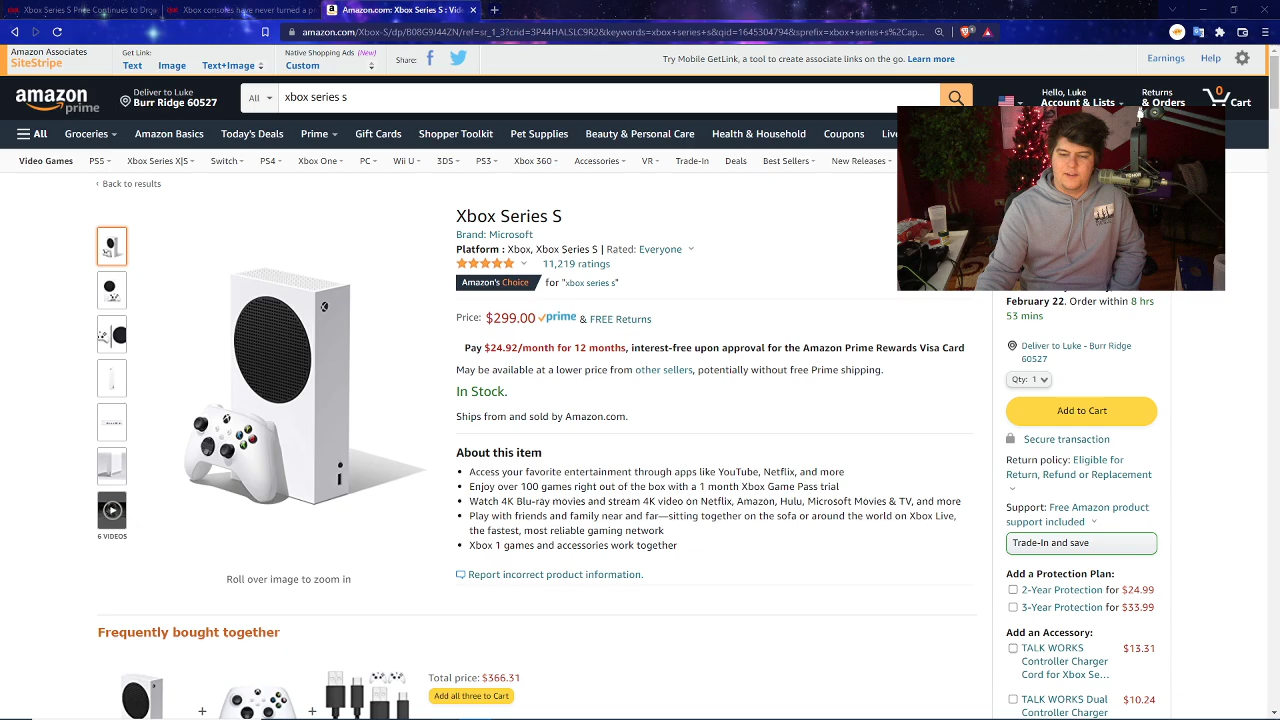 Xbox Series S Price Continues to Drop
Xbox consoles have never turned a pr
Amazon.com: Xbox Series S : Vide
amazon.com/Xbox-S/dp/B08G9J44ZN/ref=sr_1_3?crid=3P44HALSLC9R2&keywords=xbox+series+s&qid=1645304794&sprefix=xbox+series+s%2Cap...
Amazon Associates
SiteStripe
Get Link:
Text Image Text+Image
Native Shopping Ads (New)
Custom
Share:
Try Mobile GetLink, a tool to create associate links on the go. Learn more
Earnings Help
amazon prime
Deliver to Luke
Burr Ridge 60527
All
xbox series s
Hello, Luke
Account & Lists
Returns
& Orders
0
Cart
All Groceries Amazon Basics Today's Deals Prime Gift Cards Shopper Toolkit Pet Supplies Beauty & Personal Care Health & Household Coupons Live
Video Games PS5 Xbox Series X|S Switch PS4 Xbox One PC Wii U 3DS PS3 Xbox 360 Accessories VR Trade-In Deals Best Sellers New Releases
‹ Back to results
Xbox Series S
Brand: Microsoft
Platform : Xbox, Xbox Series S | Rated: Everyone
11,219 ratings
Amazon's Choice for "xbox series s"
Price: $299.00 prime & FREE Returns
Pay $24.92/month for 12 months, interest-free upon approval for the Amazon Prime Rewards Visa Card
May be available at a lower price from other sellers, potentially without free Prime shipping.
In Stock.
Ships from and sold by Amazon.com.
About this item
• Access your favorite entertainment through apps like YouTube, Netflix, and more
• Enjoy over 100 games right out of the box with a 1 month Xbox Game Pass trial
• Watch 4K Blu-ray movies and stream 4K video on Netflix, Amazon, Hulu, Microsoft Movies & TV, and more
• Play with friends and family near and far—sitting together on the sofa or around the world on Xbox Live,
the fastest, most reliable gaming network
• Xbox 1 games and accessories work together
Report incorrect product information.
6 VIDEOS
Roll over image to zoom in
Frequently bought together
Total price: $366.31
Add all three to Cart
February 22. Order within 8 hrs
53 mins
Deliver to Luke - Burr Ridge
60527
Qty: 1
Add to Cart
Secure transaction
Return policy: Eligible for
Return, Refund or Replacement
Support: Free Amazon product
support included
Trade-In and save
Add a Protection Plan:
2-Year Protection for $24.99
3-Year Protection for $33.99
Add an Accessory:
TALK WORKS
Controller Charger
Cord for Xbox Se...
$13.31
TALK WORKS Dual
Controller Charger
$10.24